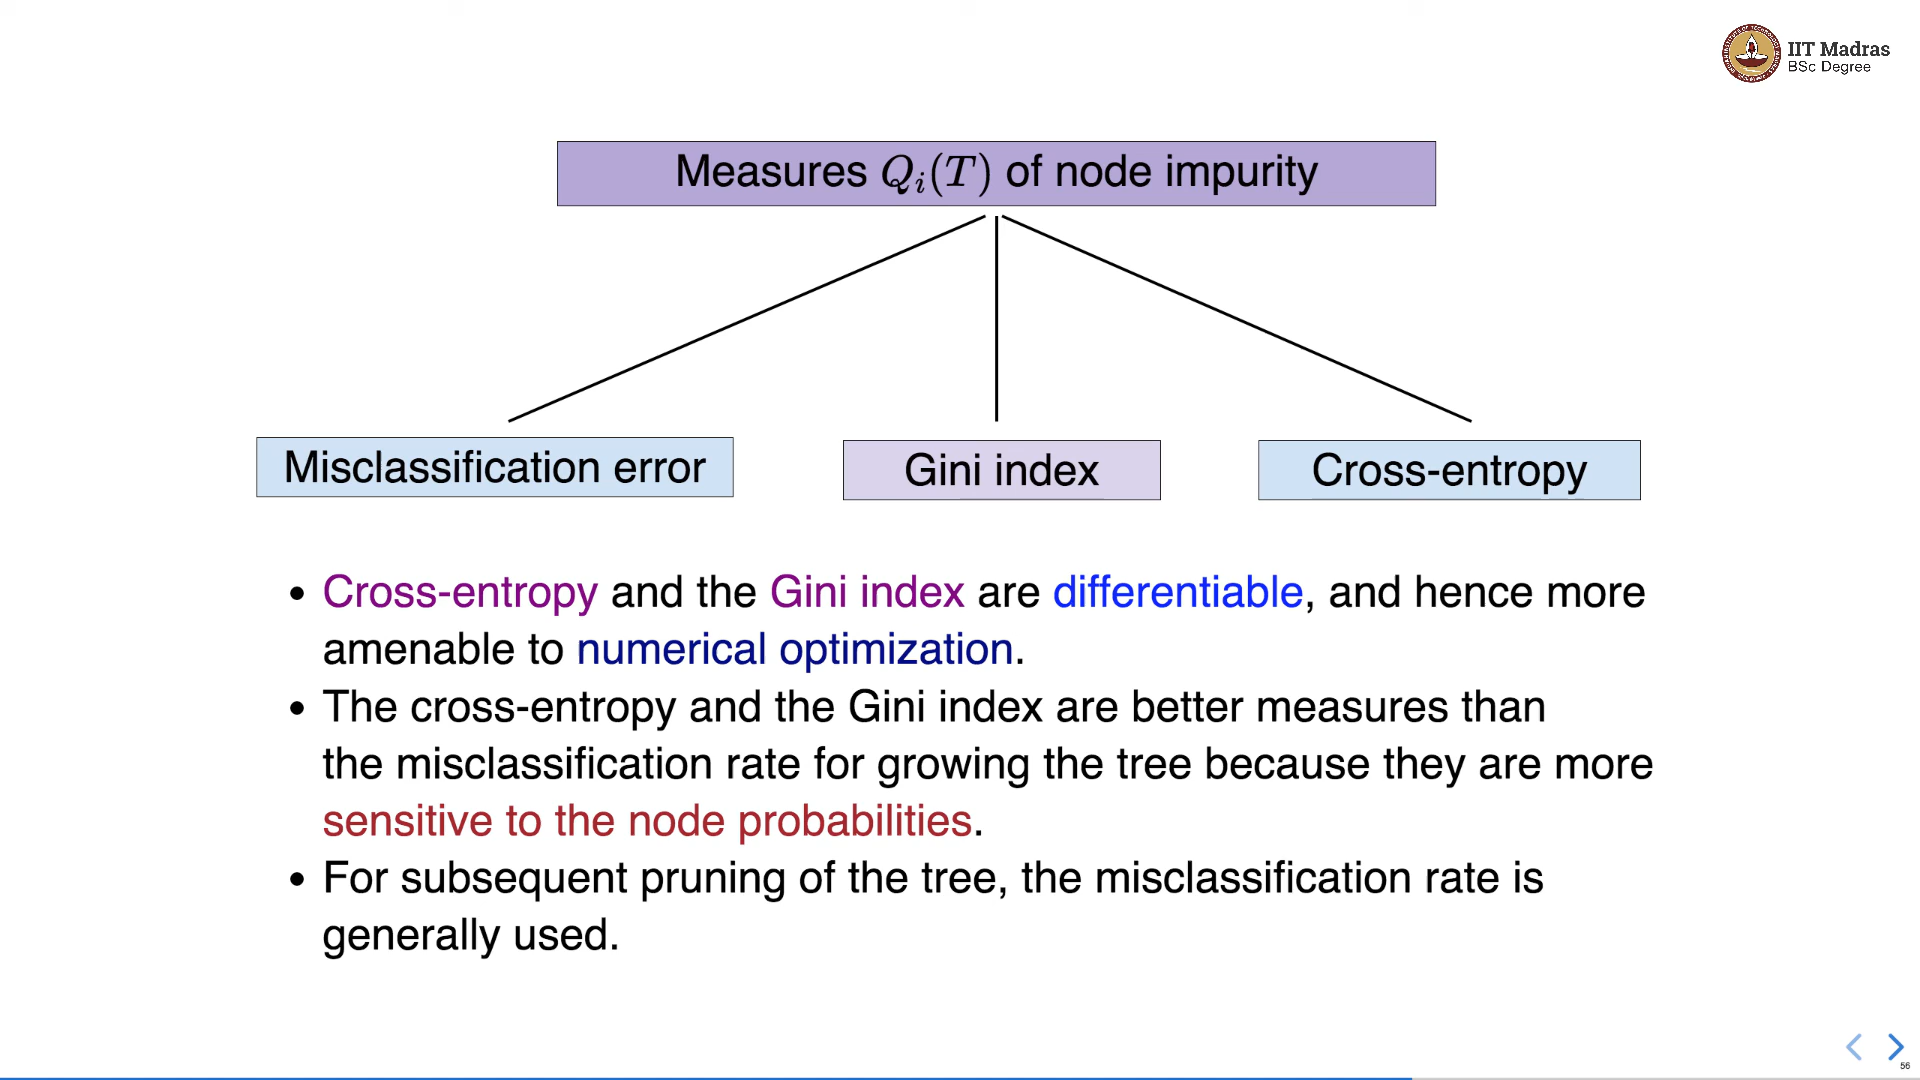 IIT Madras
BSc Degree
Measures Qᵢ(T) of node impurity
Misclassification error
Gini index
Cross-entropy
• Cross-entropy and the Gini index are differentiable, and hence more
amenable to numerical optimization.
• The cross-entropy and the Gini index are better measures than
the misclassification rate for growing the tree because they are more
sensitive to the node probabilities.
• For subsequent pruning of the tree, the misclassification rate is
generally used.
56